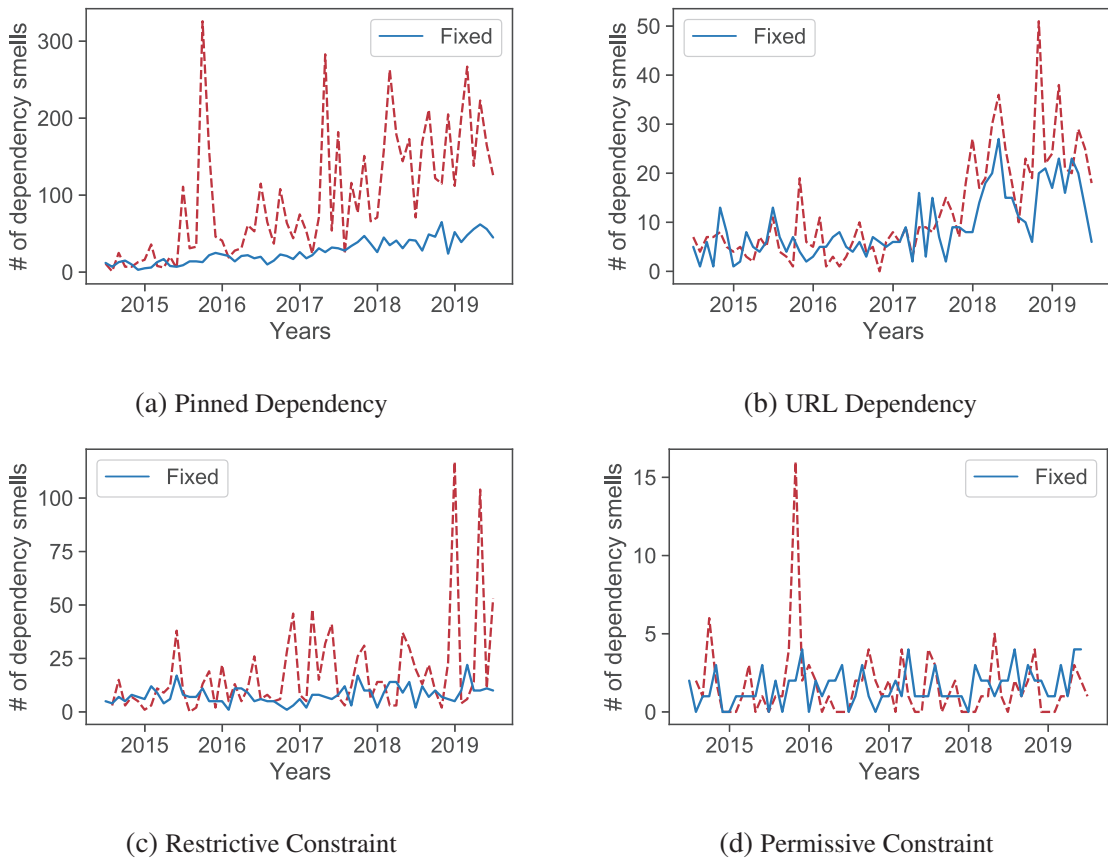 # of dependency smells
300
200
100
0
Fixed
2015 2016 2017 2018 2019
Years
(a) Pinned Dependency
# of dependency smells
50
40
30
20
10
0
Fixed
2015 2016 2017 2018 2019
Years
(b) URL Dependency
# of dependency smells
100
75
50
25
0
Fixed
2015 2016 2017 2018 2019
Years
(c) Restrictive Constraint
# of dependency smells
15
10
5
0
Fixed
2015 2016 2017 2018 2019
Years
(d) Permissive Constraint